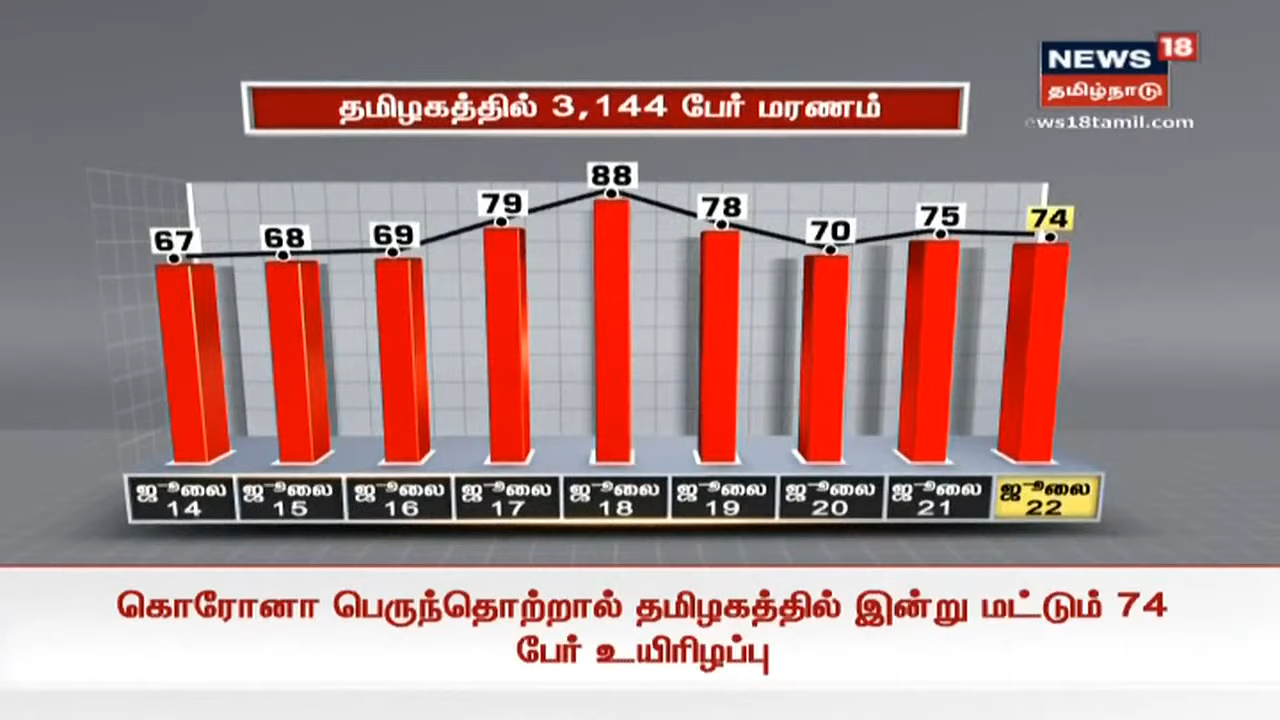 NEWS 18
தமிழ்நாடு
ews18tamil.com
தமிழகத்தில் 3,144 பேர் மரணம்
67 68 69 79 88 78 70 75 74
ஜூலை ஜூலை ஜூலை ஜூலை ஜூலை ஜூலை ஜூலை ஜூலை ஜூலை
14 15 16 17 18 19 20 21 22
கொரோனா பெருந்தொற்றால் தமிழகத்தில் இன்று மட்டும் 74
பேர் உயிரிழப்பு